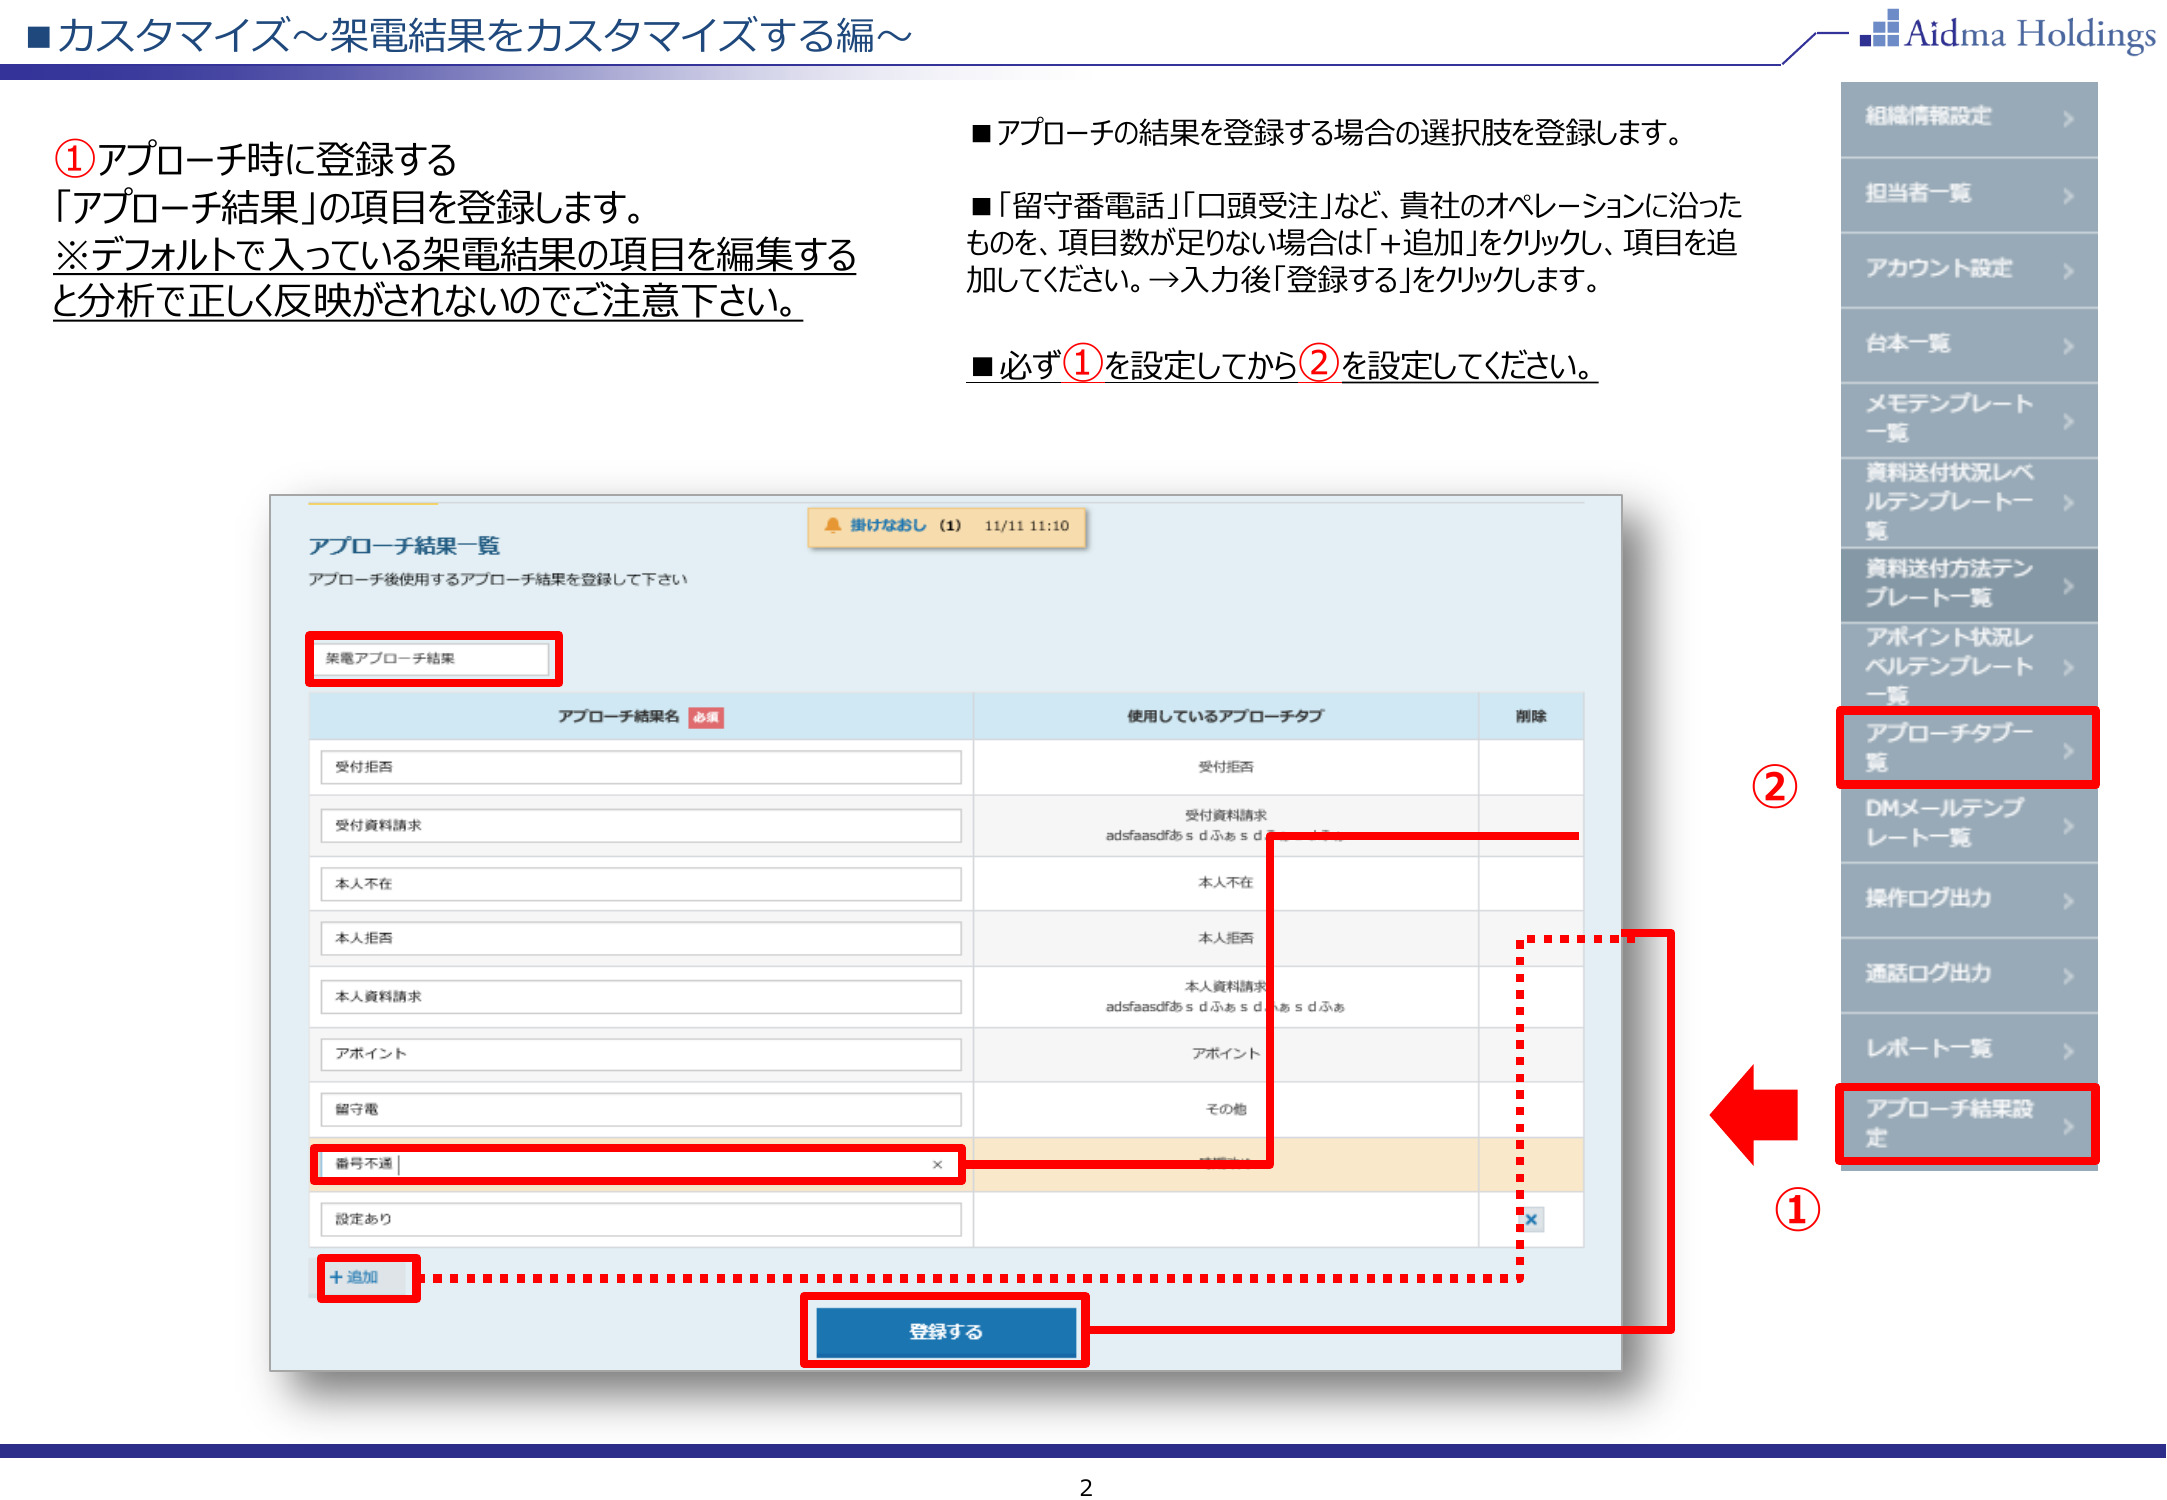 ■カスタマイズ～架電結果をカスタマイズする編～
Aidma Holdings
①アプローチ時に登録する
「アプローチ結果」の項目を登録します。
※デフォルトで入っている架電結果の項目を編集する
と分析で正しく反映がされないのでご注意下さい。
■アプローチの結果を登録する場合の選択肢を登録します。
■「留守番電話」「口頭受注」など、貴社のオペレーションに沿った
ものを、項目数が足りない場合は「+追加」をクリックし、項目を追
加してください。→入力後「登録する」をクリックします。
■必ず①を設定してから②を設定してください。
掛けなおし (1) 11/11 11:10
アプローチ結果一覧
アプローチ後使用するアプローチ結果を登録して下さい
架電アプローチ結果
アプローチ結果名 必須 使用しているアプローチタブ 削除
受付拒否 受付拒否
受付資料請求 受付資料請求
adsfaasdfあｓｄふぁｓｄ
本人不在 本人不在
本人拒否 本人拒否
本人資料請求 本人資料請求
adsfaasdfあｓｄふぁｓｄふぁｓｄふぁ
アポイント アポイント
留守電 その他
番号不通 ×
設定あり ×
+ 追加
登録する
組織情報設定
担当者一覧
アカウント設定
台本一覧
メモテンプレート
一覧
資料送付状況レベ
ルテンプレート一
覧
資料送付方法テン
プレート一覧
アポイント状況レ
ベルテンプレート
一覧
アプローチタブ一
覧
②
DMメールテンプ
レート一覧
操作ログ出力
通話ログ出力
レポート一覧
アプローチ結果設
定
①
2